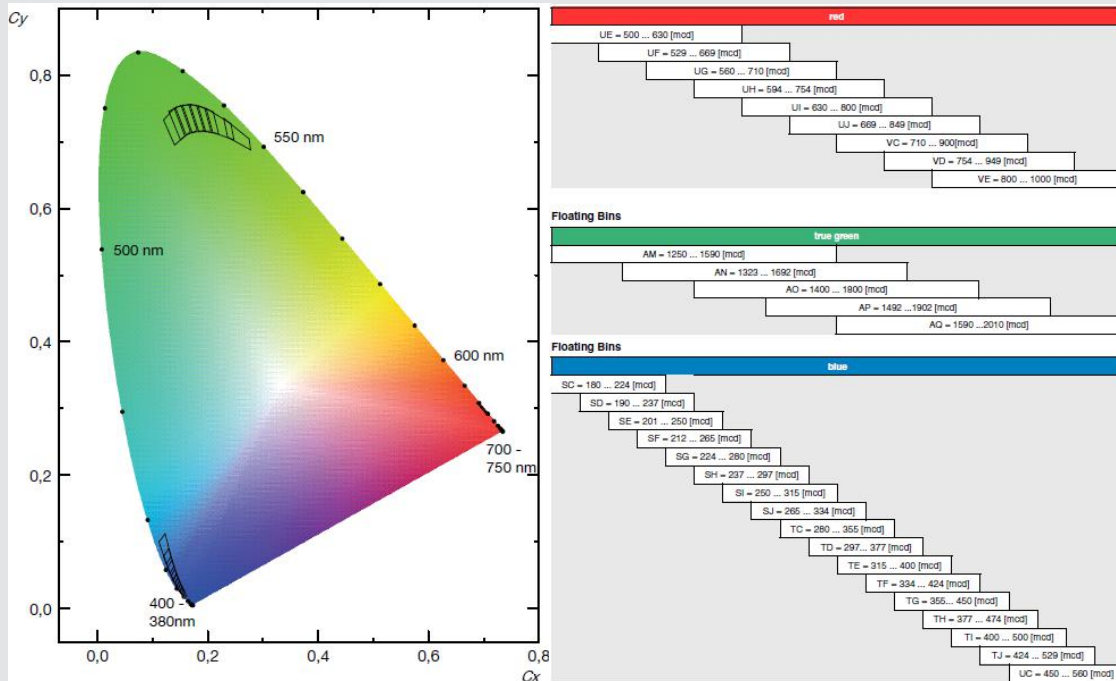 Cy
0,8
0,6
0,4
0,2
0,0
0,0
0,2
0,4
0,6
0,8
Cx
550 nm
500 nm
600 nm
700 -
750 nm
400 -
380nm
red
UE = 500 ... 630 [mcd]
UF = 529 ... 669 [mcd]
UG = 560 ... 710 [mcd]
UH = 594 ... 754 [mcd]
UI = 630 ... 800 [mcd]
UJ = 669 ... 849 [mcd]
VC = 710 ... 900[mcd]
VD = 754 ... 949 [mcd]
VE = 800 ... 1000 [mcd]
Floating Bins
true green
AM = 1250 ... 1590 [mcd]
AN = 1323 ... 1692 [mcd]
AO = 1400 ... 1800 [mcd]
AP = 1492 ...1902 [mcd]
AQ = 1590 ...2010 [mcd]
Floating Bins
blue
SC = 180 ... 224 [mcd]
SD = 190 ... 237 [mcd]
SE = 201 ... 250 [mcd]
SF = 212 ... 265 [mcd]
SG = 224 ... 280 [mcd]
SH = 237 ... 297 [mcd]
SI = 250 ... 315 [mcd]
SJ = 265 ... 334 [mcd]
TC = 280 ... 355 [mcd]
TD = 297... 377 [mcd]
TE = 315 ... 400 [mcd]
TF = 334 ... 424 [mcd]
TG = 355... 450 [mcd]
TH = 377 ... 474 [mcd]
TI = 400 ... 500 [mcd]
TJ = 424 ... 529 [mcd]
UC = 450 ... 560 [mcd]